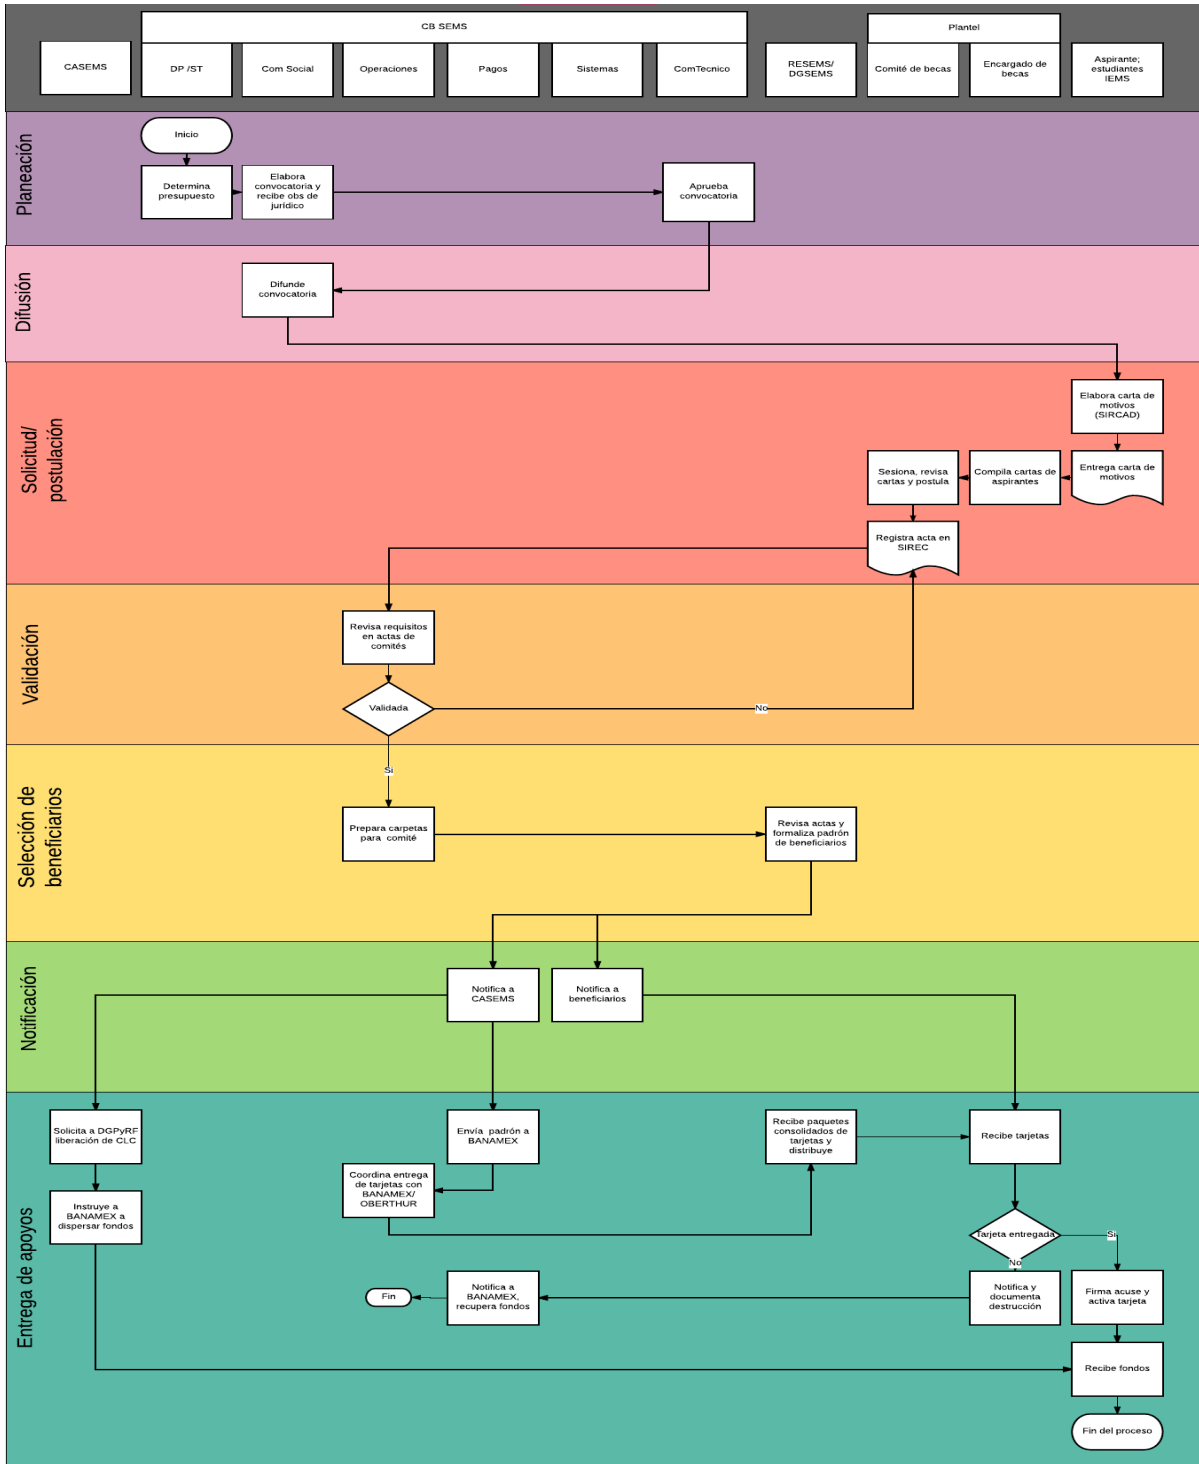 CB SEMS
Plantel
CASEMS
DP /ST
Com Social
Operaciones
Pagos
Sistemas
ComTecnico
RESEMS/
DGSEMS
Comité de becas
Encargado de
becas
Aspirante;
estudiantes
IEMS
Planeación
Inicio
Determina
presupuesto
Elabora
convocatoria y
recibe obs de
jurídico
Aprueba
convocatoria
Difusión
Difunde
convocatoria
Solicitud/
postulación
Elabora carta de
motivos
(SIRCAD)
Entrega carta de
motivos
Compila cartas de
aspirantes
Sesiona, revisa
cartas y postula
Registra acta en
SIREC
Validación
Revisa requisitos
en actas de
comités
Validada
No
Si
Selección de
beneficiarios
Prepara carpetas
para comité
Revisa actas y
formaliza padrón
de beneficiarios
Notificación
Notifica a
CASEMS
Notifica a
beneficiarios
Entrega de apoyos
Solicita a DGPyRF
liberación de CLC
Instruye a
BANAMEX a
dispersar fondos
Envía padrón a
BANAMEX
Coordina entrega
de tarjetas con
BANAMEX/
OBERTHUR
Recibe paquetes
consolidados de
tarjetas y
distribuye
Recibe tarjetas
Tarjeta entregada
Si
No
Notifica y
documenta
destrucción
Notifica a
BANAMEX,
recupera fondos
Fin
Firma acuse y
activa tarjeta
Recibe fondos
Fin del proceso